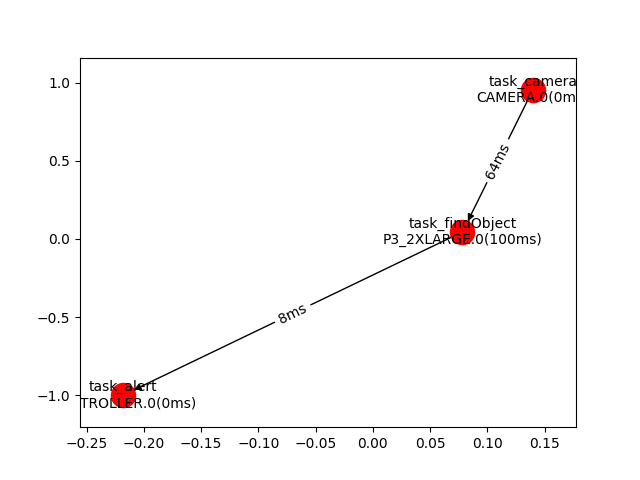 1.0
0.5
0.0
−0.5
−1.0
task_camera
CAMERA.0(0m
64ms
task_findObject
P3_2XLARGE.0(100ms)
8ms
task_alert
TROLLER.0(0ms)
−0.25 −0.20 −0.15 −0.10 −0.05 0.00 0.05 0.10 0.15